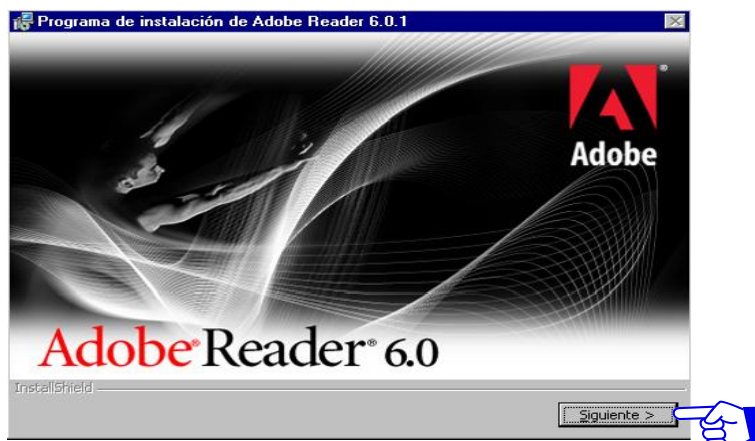 Programa de instalación de Adobe Reader 6.0.1
Adobe®
Adobe® Reader® 6.0
InstallShield
Siguiente >